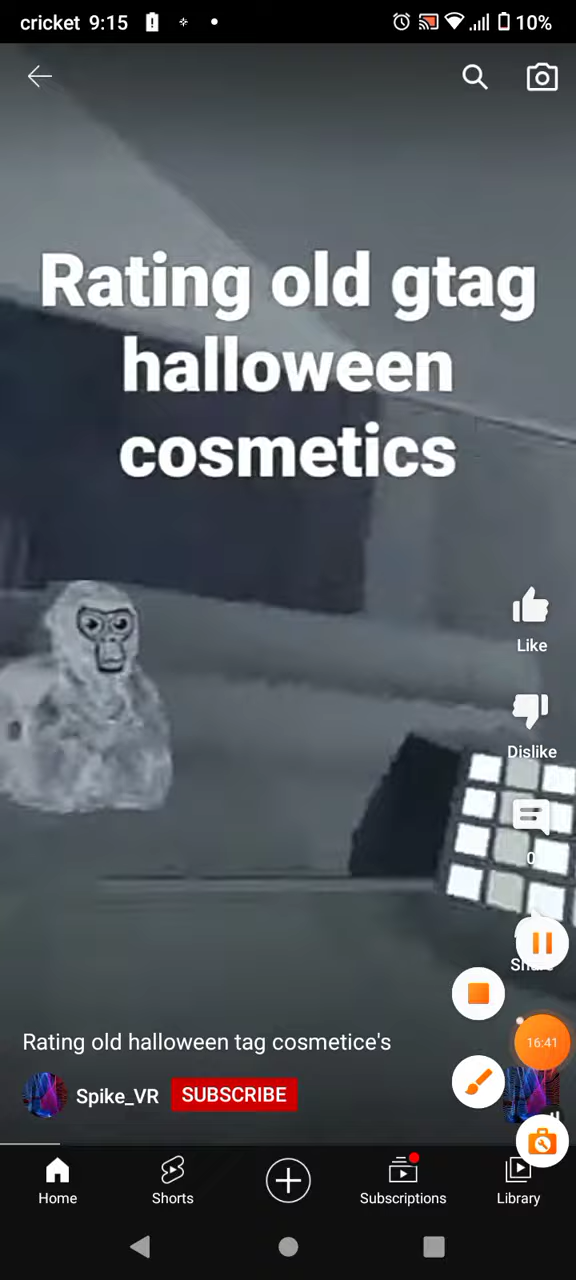 cricket 9:15
10%
Rating old gtag
halloween
cosmetics
Like
Dislike
0
Share
16:41
Rating old halloween tag cosmetice's
Spike_VR SUBSCRIBE
Home
Shorts
Subscriptions
Library